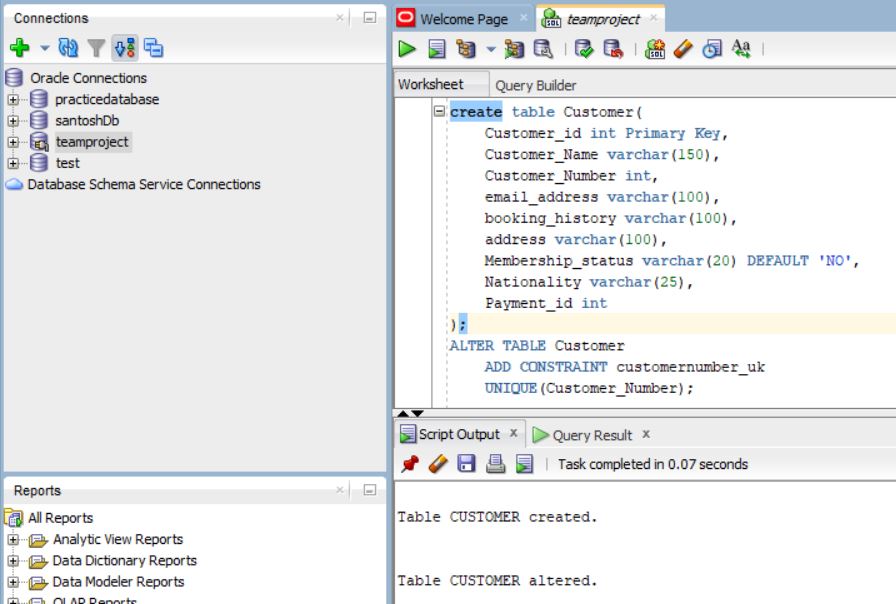 Connections
Oracle Connections
practicedatabase
santoshDb
teamproject
test
Database Schema Service Connections
Reports
All Reports
Analytic View Reports
Data Dictionary Reports
Data Modeler Reports
OLAP Reports
Welcome Page
SQL teamproject
SQL
Aa
Worksheet
Query Builder
create table Customer(
Customer_id int Primary Key,
Customer_Name varchar(150),
Customer_Number int,
email_address varchar(100),
booking_history varchar(100),
address varchar(100),
Membership_status varchar(20) DEFAULT 'NO',
Nationality varchar(25),
Payment_id int
);
ALTER TABLE Customer
ADD CONSTRAINT customernumber_uk
UNIQUE(Customer_Number);
Script Output x
Query Result x
Task completed in 0.07 seconds
Table CUSTOMER created.
Table CUSTOMER altered.